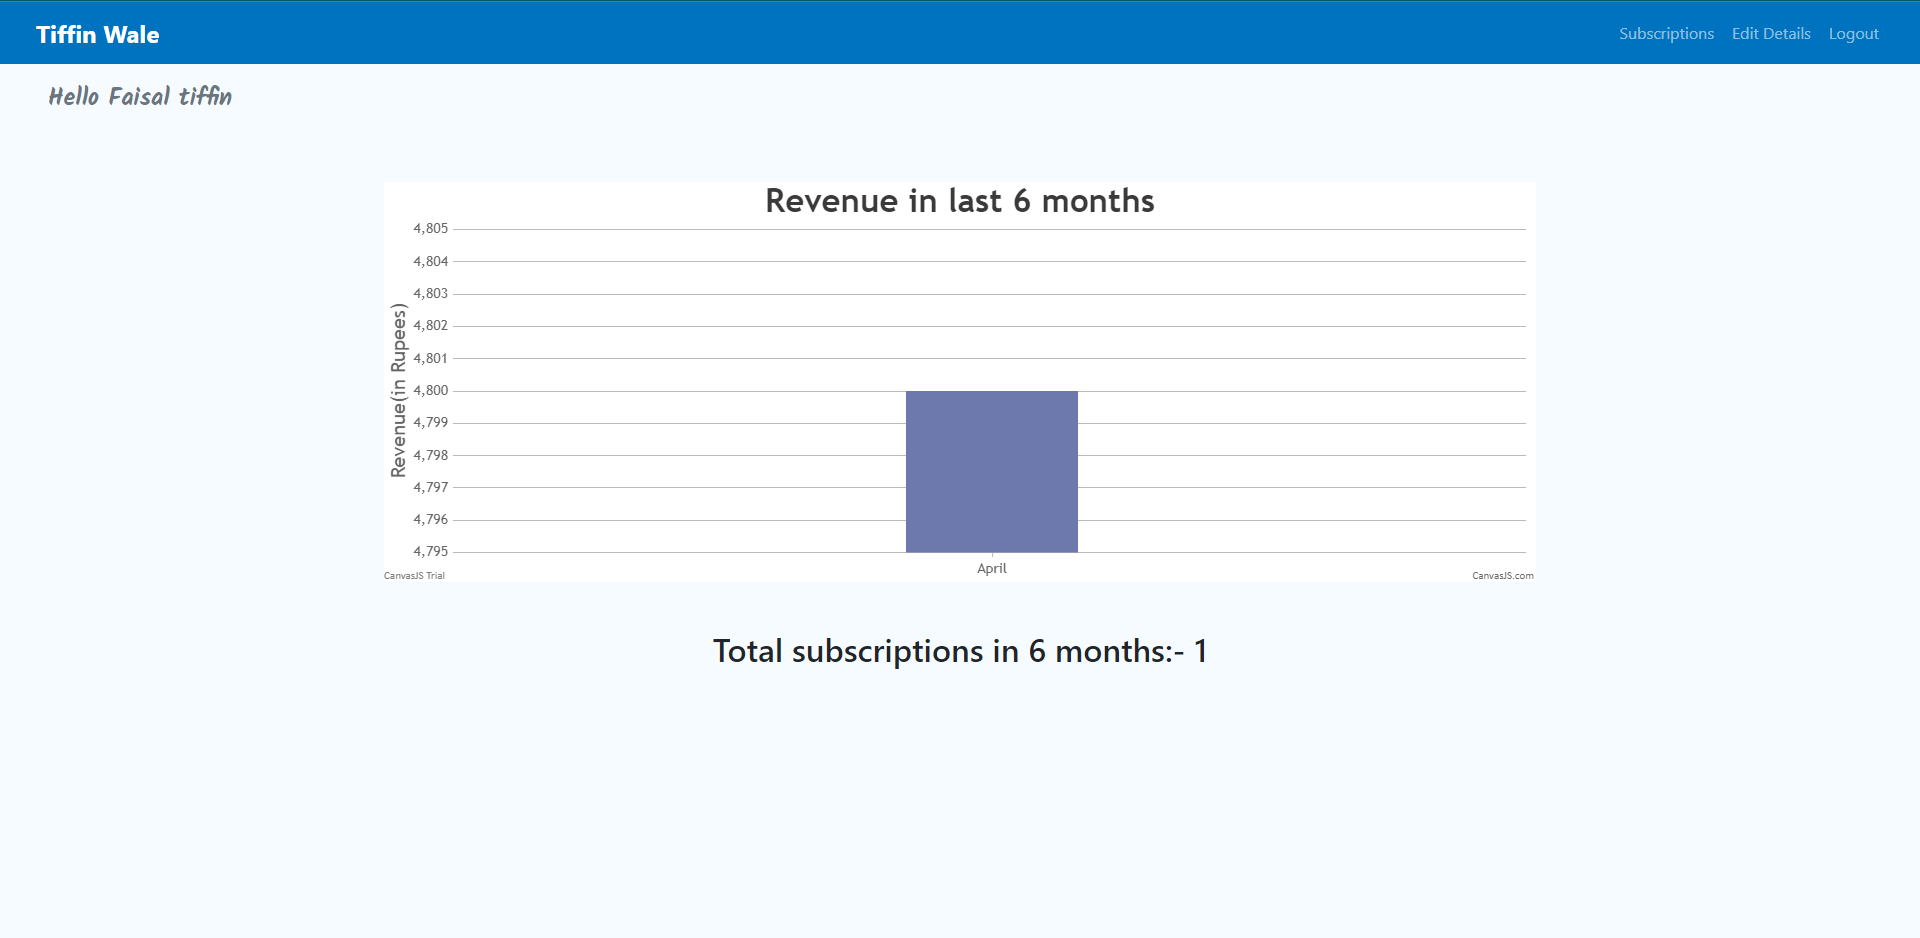 Tiffin Wale
Subscriptions Edit Details Logout
Hello Faisal tiffin
Revenue in last 6 months
Revenue(in Rupees)
4,805
4,804
4,803
4,802
4,801
4,800
4,799
4,798
4,797
4,796
4,795
April
CanvasJS Trial
CanvasJS.com
Total subscriptions in 6 months:- 1